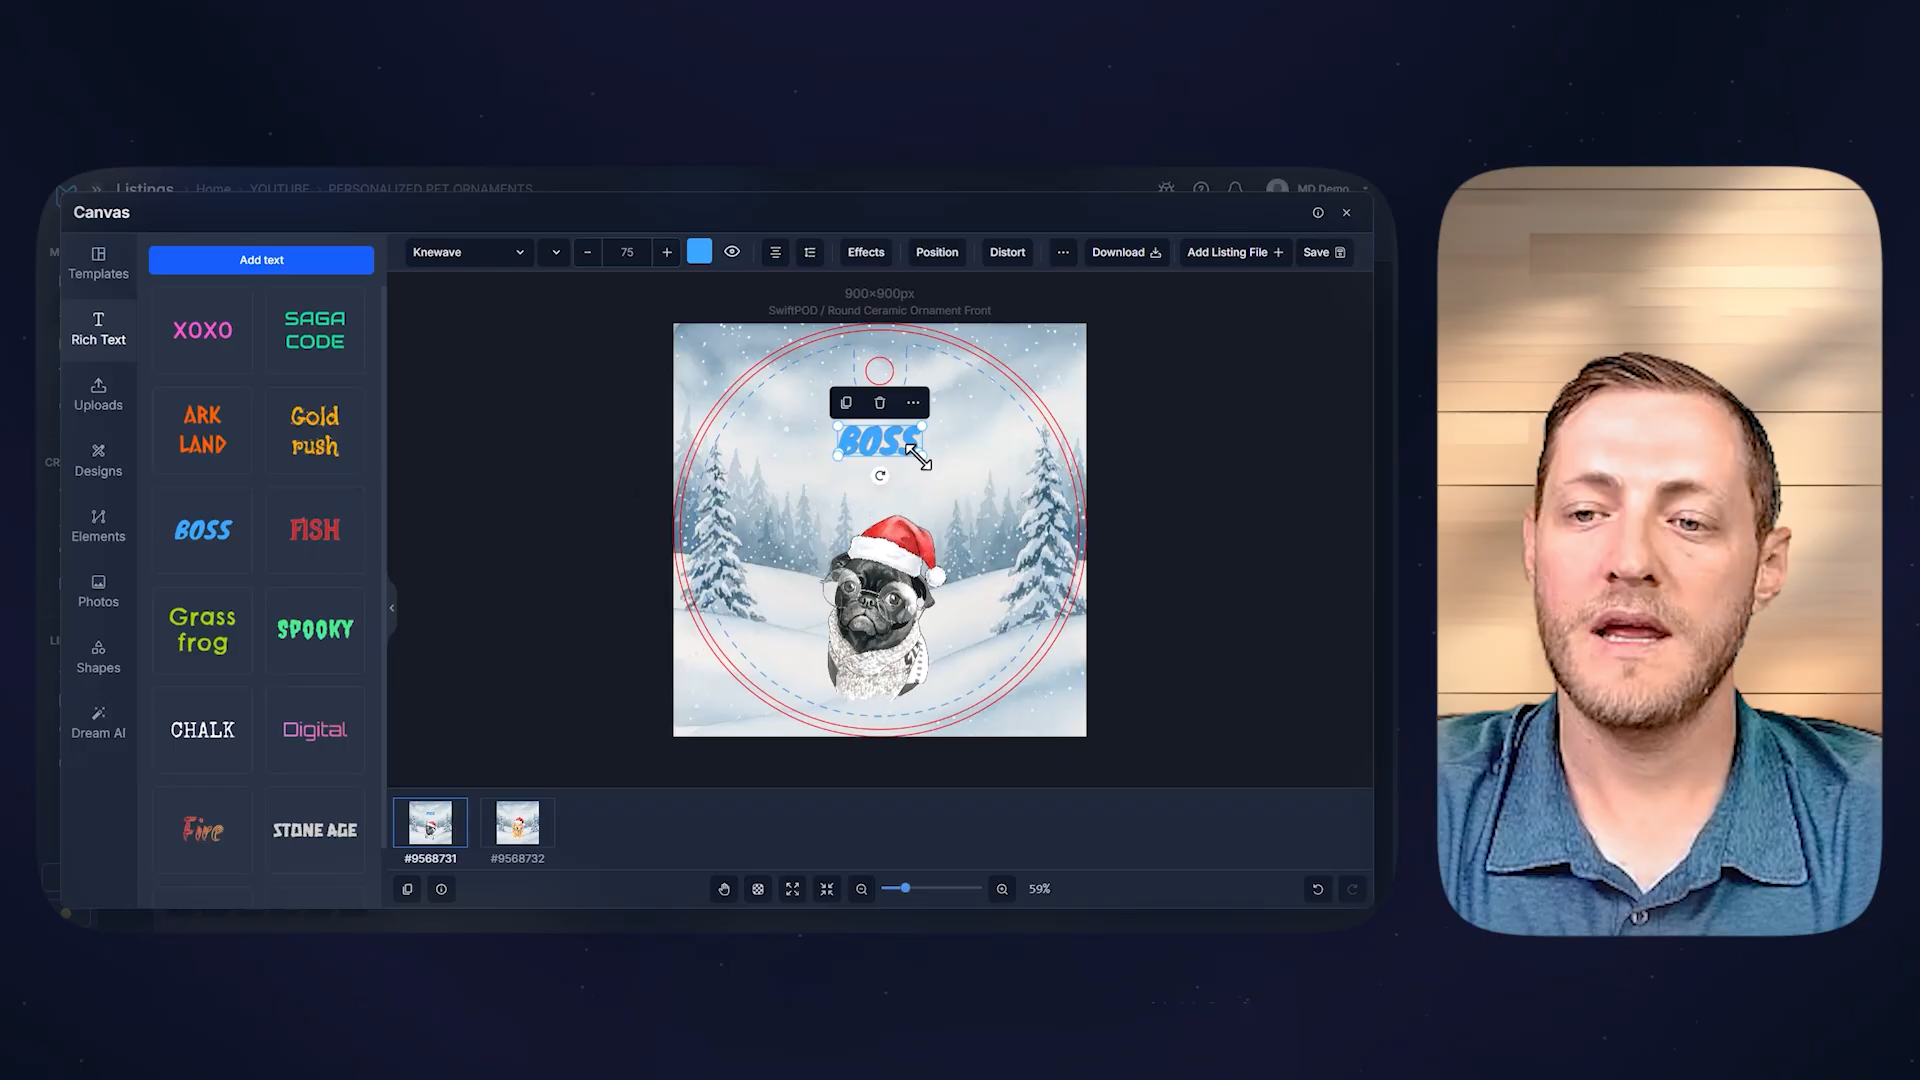 Listings
Home
YOUTUBE
PERSONALIZED PET ORNAMENTS
MD Demo
Canvas
Templates
Rich Text
Uploads
Designs
Elements
Photos
Shapes
Dream AI
Add text
XOXO
SAGA
CODE
ARK
LAND
Gold
rush
BOSS
FISH
Grass
frog
SPOOKY
CHALK
Digital
Fire
STONE AGE
Knewave
75
Effects
Position
Distort
Download
Add Listing File
Save
900×900px
SwiftPOD / Round Ceramic Ornament Front
BOSS
#9568731
#9568732
59%